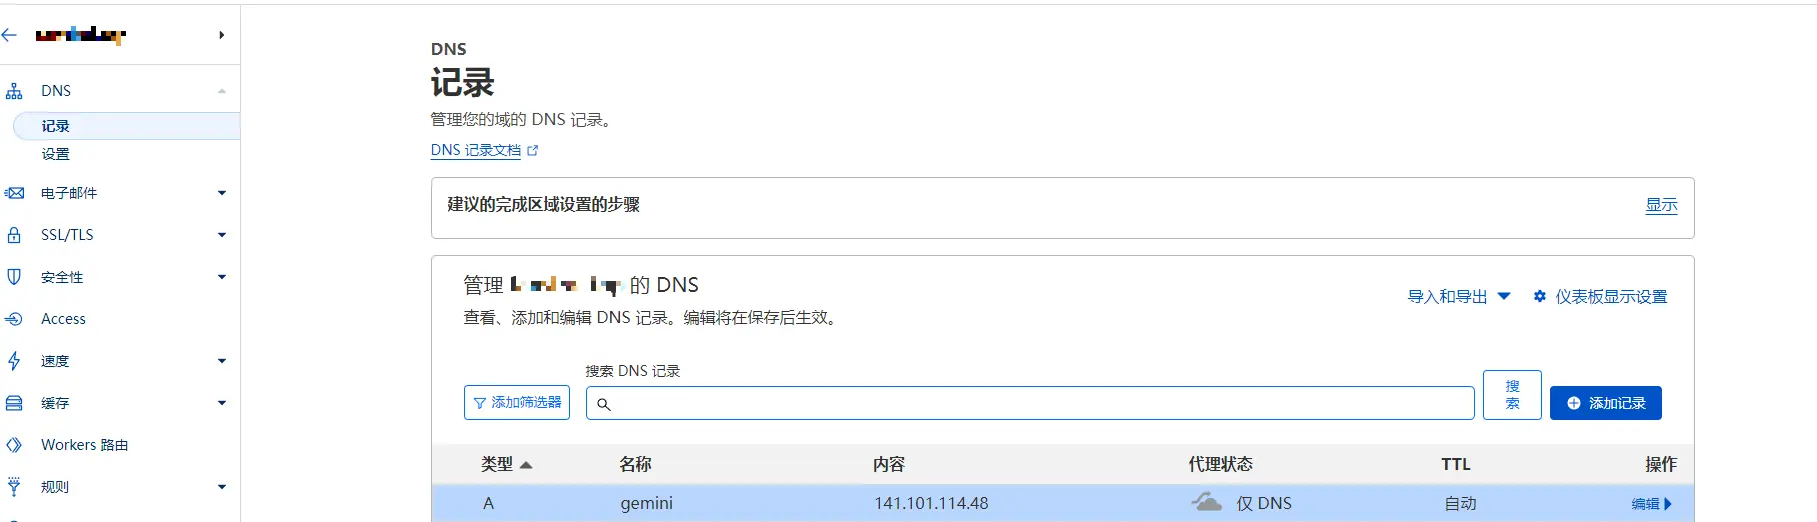 DNS
记录
设置
电子邮件
SSL/TLS
安全性
Access
速度
缓存
Workers 路由
规则
DNS
记录
管理您的域的 DNS 记录。
DNS 记录文档
建议的完成区域设置的步骤
显示
管理 的 DNS
查看、添加和编辑 DNS 记录。编辑将在保存后生效。
导入和导出
仪表板显示设置
搜索 DNS 记录
添加筛选器
搜
索
添加记录
类型 名称 内容 代理状态 TTL 操作
A gemini 141.101.114.48 仅 DNS 自动 编辑